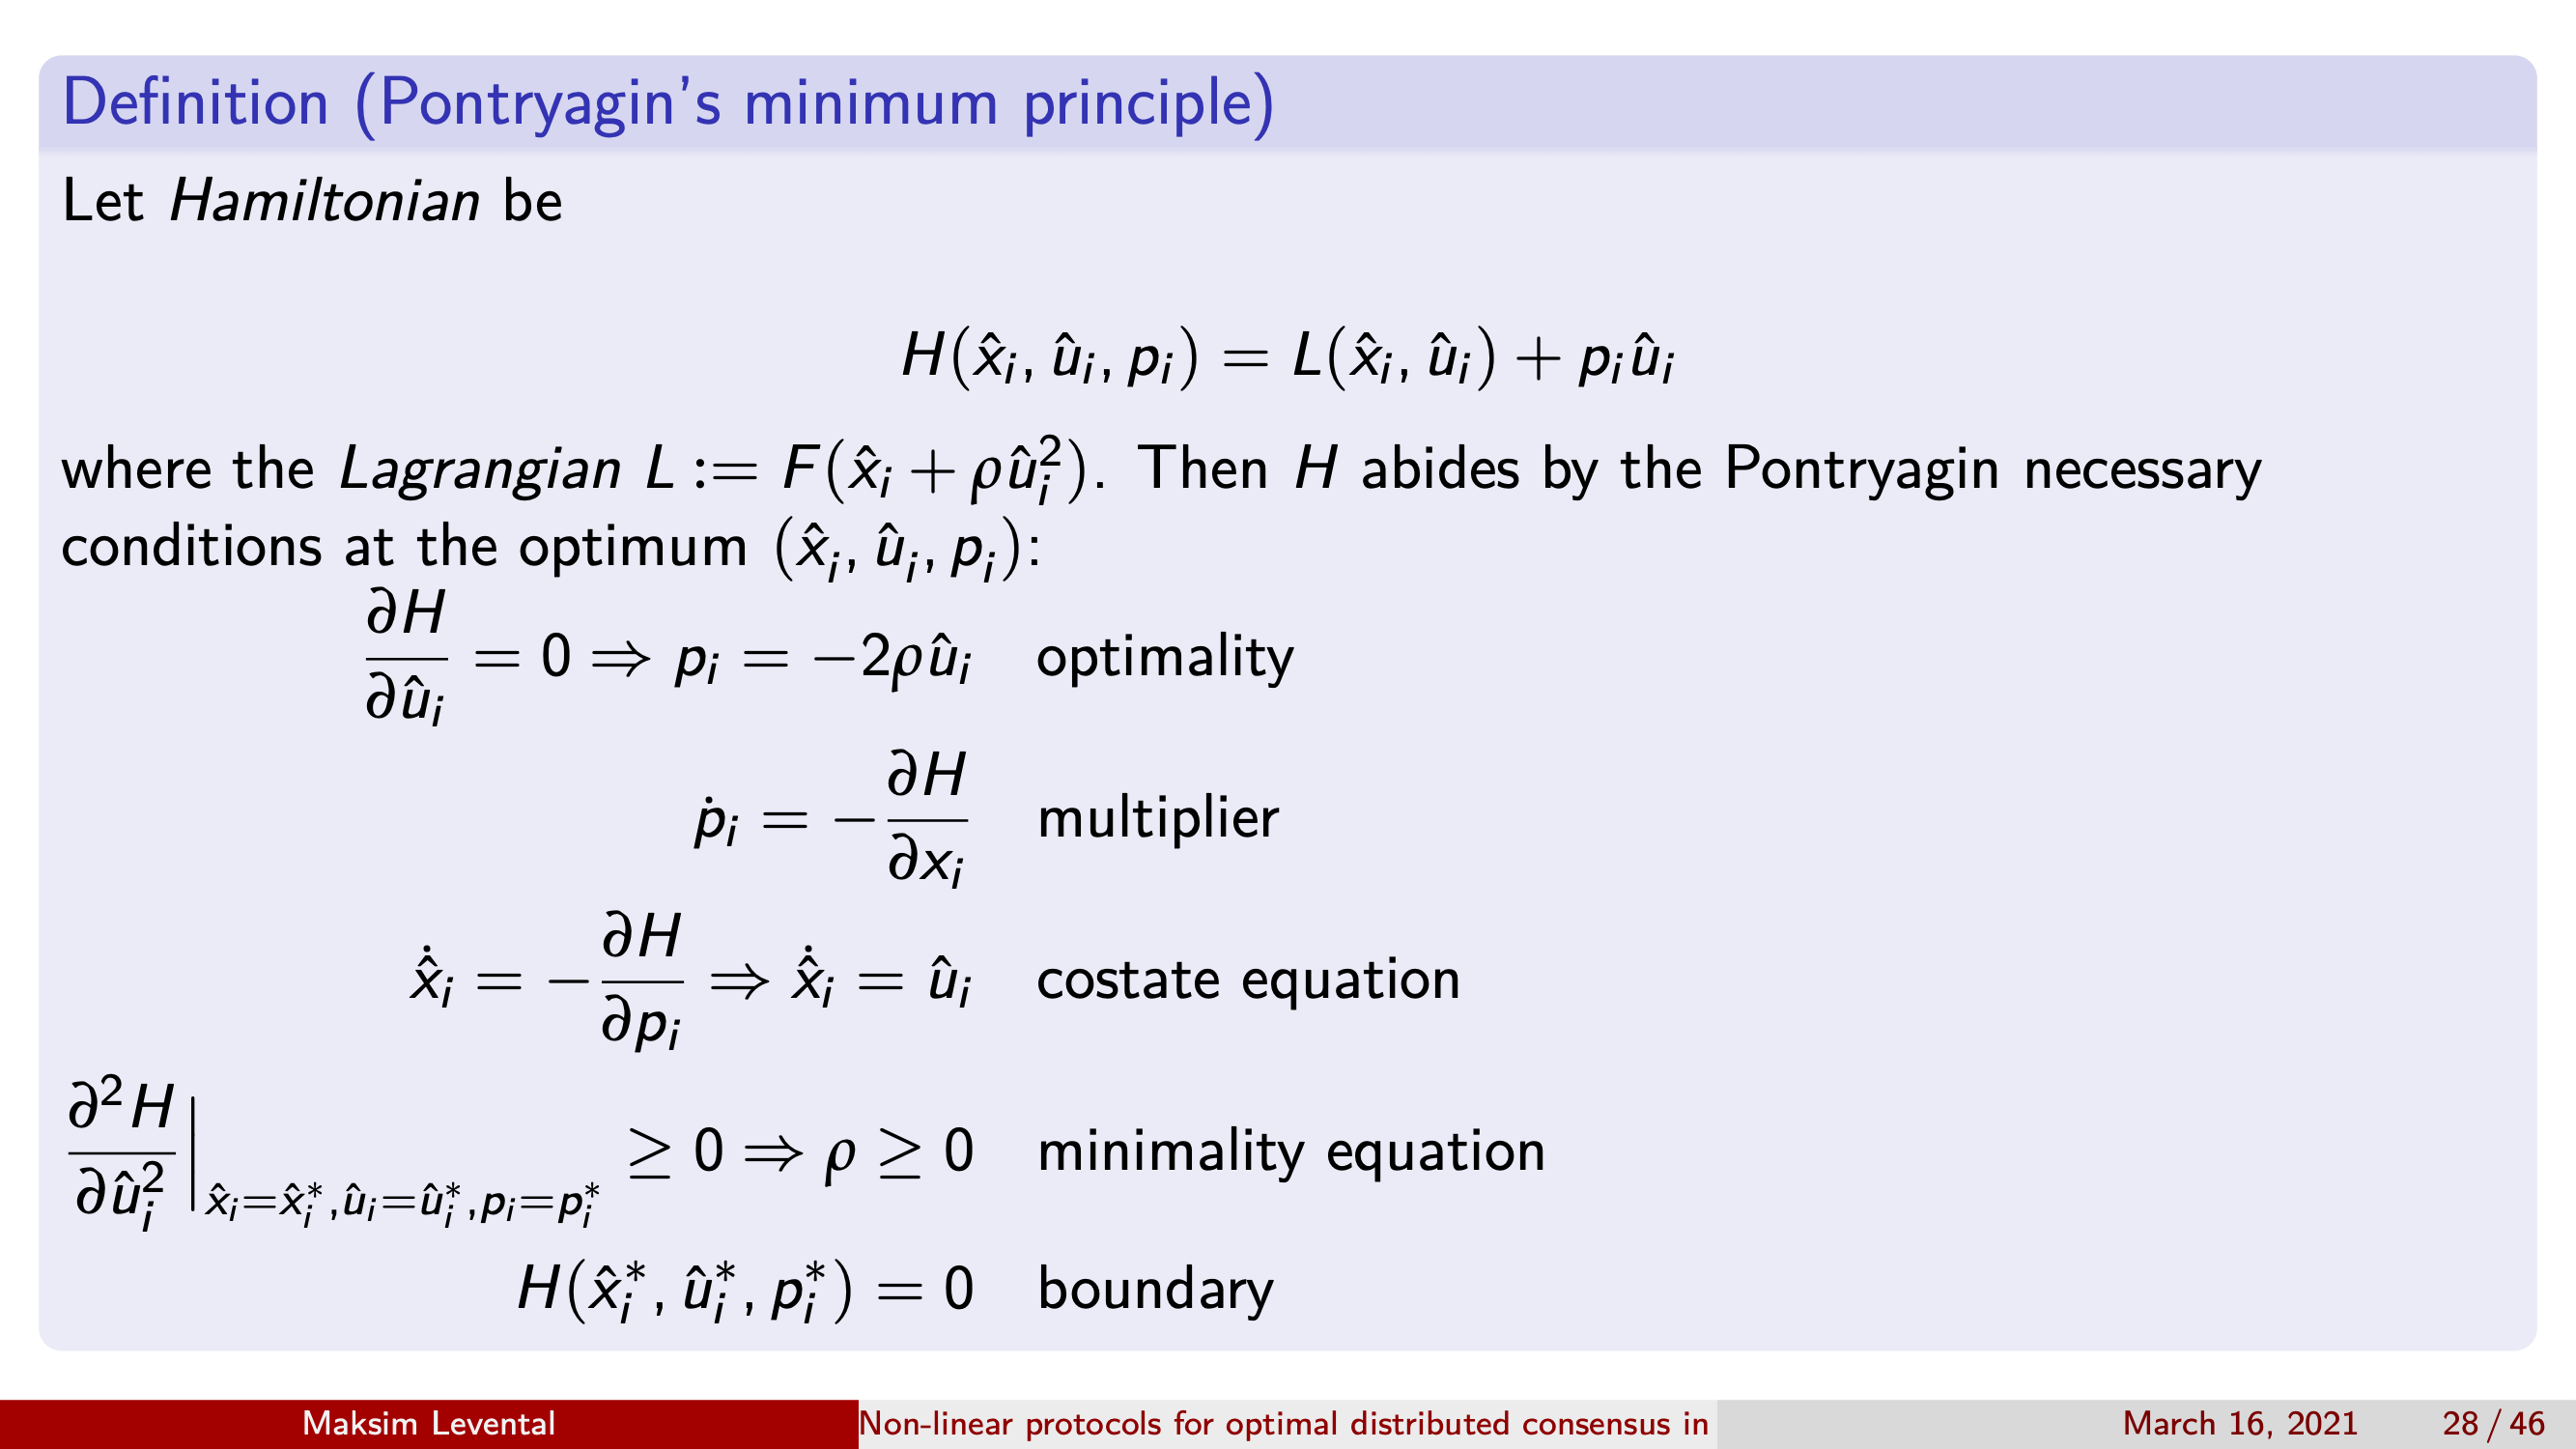 Definition (Pontryagin's minimum principle)
Let Hamiltonian be
H(x̂ᵢ, ûᵢ, pᵢ) = L(x̂ᵢ, ûᵢ) + pᵢûᵢ
where the Lagrangian L := F(x̂ᵢ + ρûᵢ²). Then H abides by the Pontryagin necessary
conditions at the optimum (x̂ᵢ, ûᵢ, pᵢ):
∂H/∂ûᵢ = 0 ⇒ pᵢ = −2ρûᵢ optimality
ṗᵢ = −∂H/∂xᵢ multiplier
x̂̇ᵢ = −∂H/∂pᵢ ⇒ x̂̇ᵢ = ûᵢ costate equation
∂²H/∂ûᵢ² |x̂ᵢ=x̂ᵢ*,ûᵢ=ûᵢ*,pᵢ=pᵢ* ≥ 0 ⇒ ρ ≥ 0 minimality equation
H(x̂ᵢ*, ûᵢ*, pᵢ*) = 0 boundary
Maksim Levental Non-linear protocols for optimal distributed consensus in March 16, 2021 28 / 46